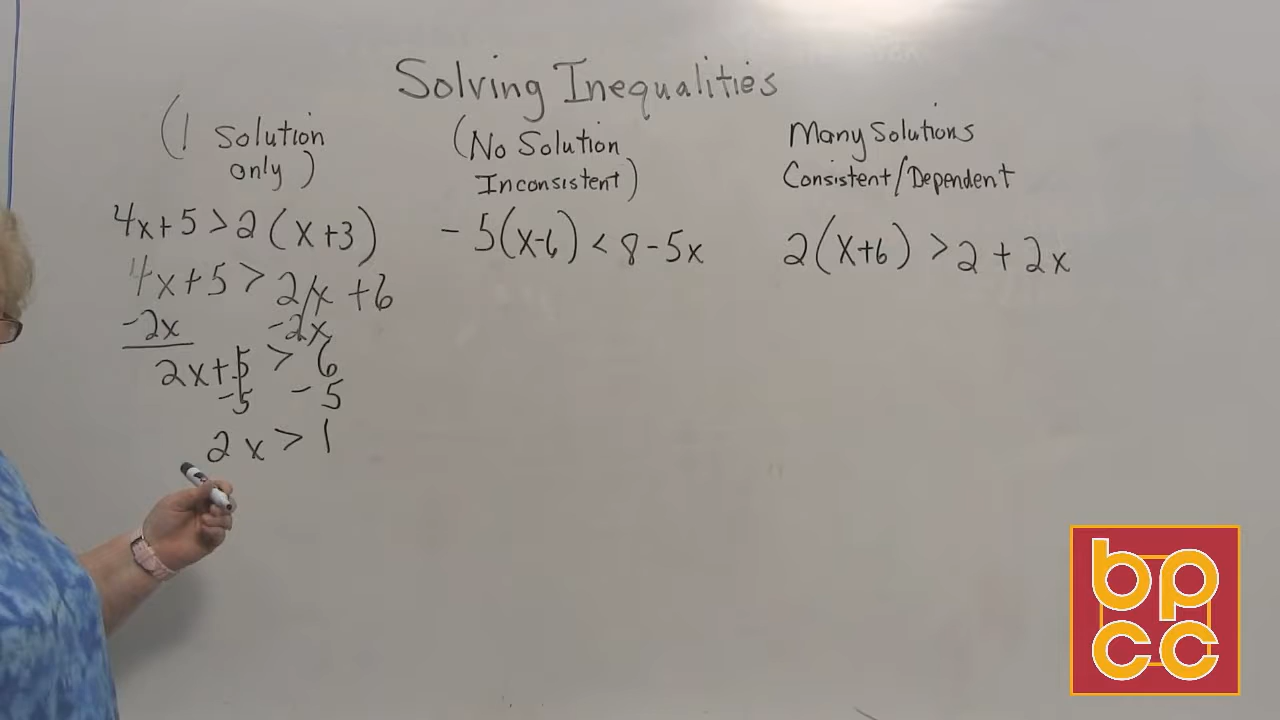 Solving Inequalities
(1 Solution
only)
4x+5>2(x+3)
4x+5>2x+6
-2x -2x
2x+5>6
-5 -5
2x>1
(No Solution
Inconsistent)
-5(x-6)<8-5x
Many Solutions
Consistent/Dependent
2(x+6)>2+2x
bp
cc